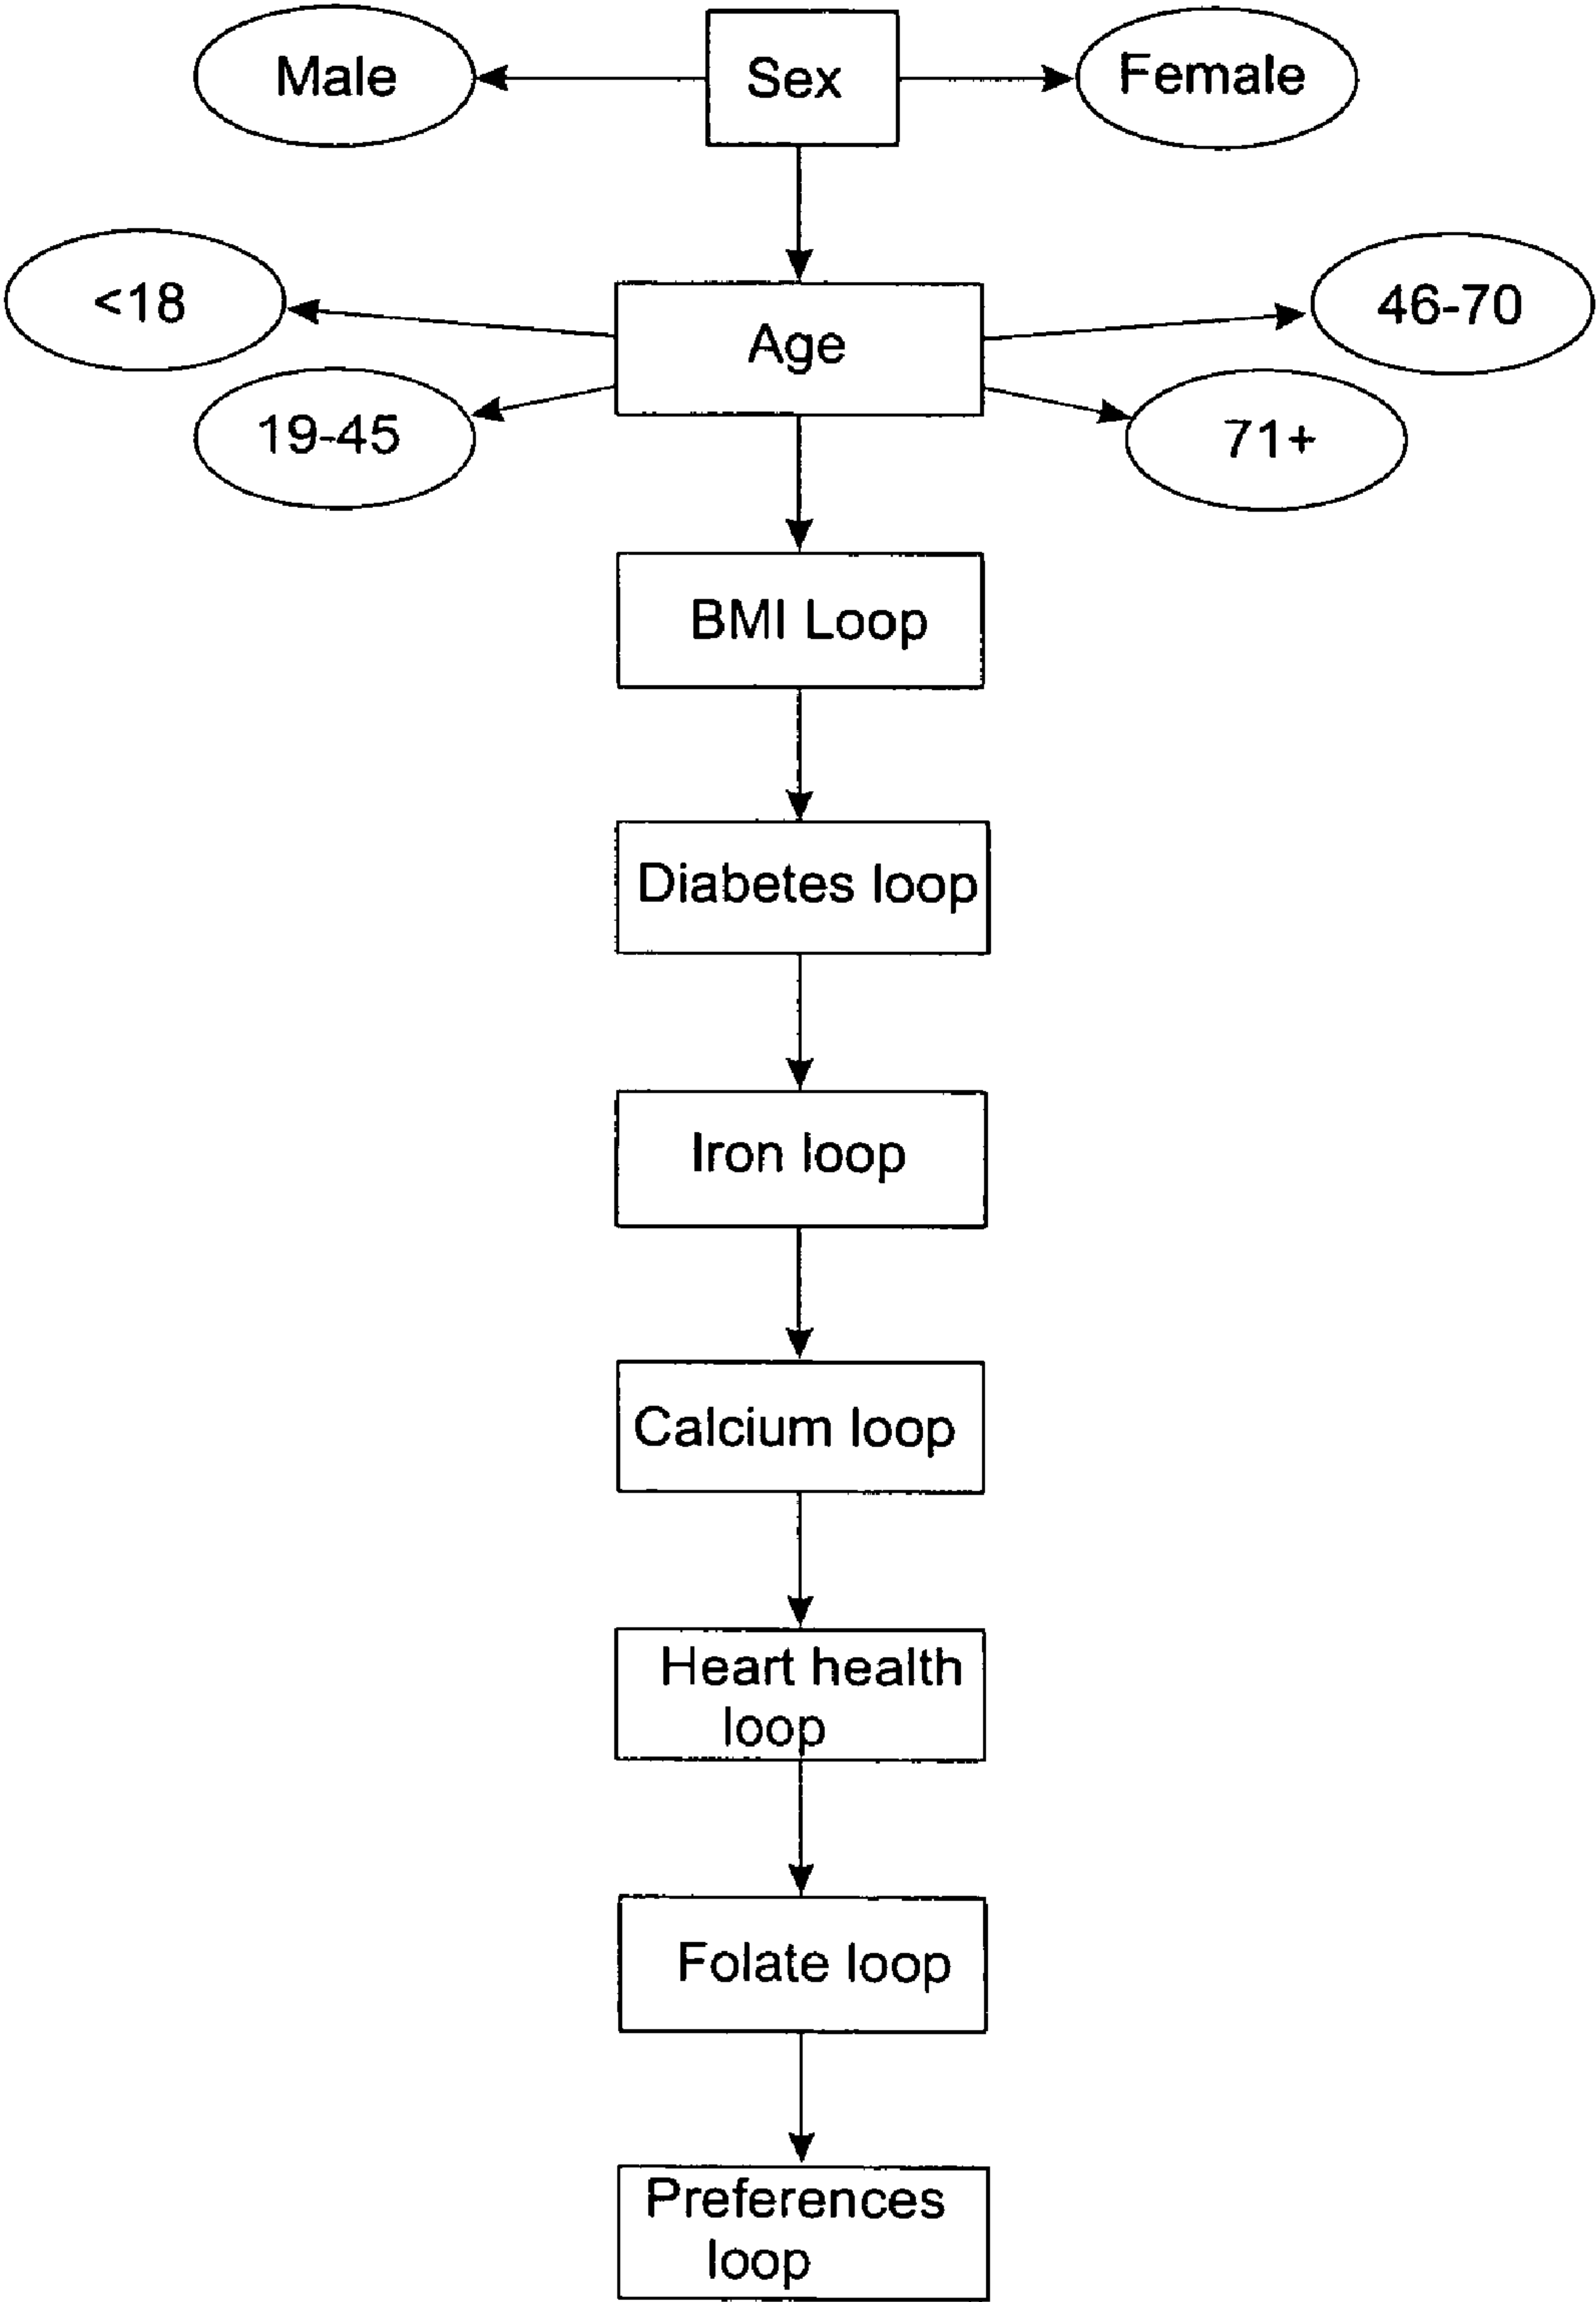 Male
Sex
Female
<18
Age
46-70
19-45
71+
BMI Loop
Diabetes loop
Iron loop
Calcium loop
Heart health
loop
Folate loop
Preferences
loop